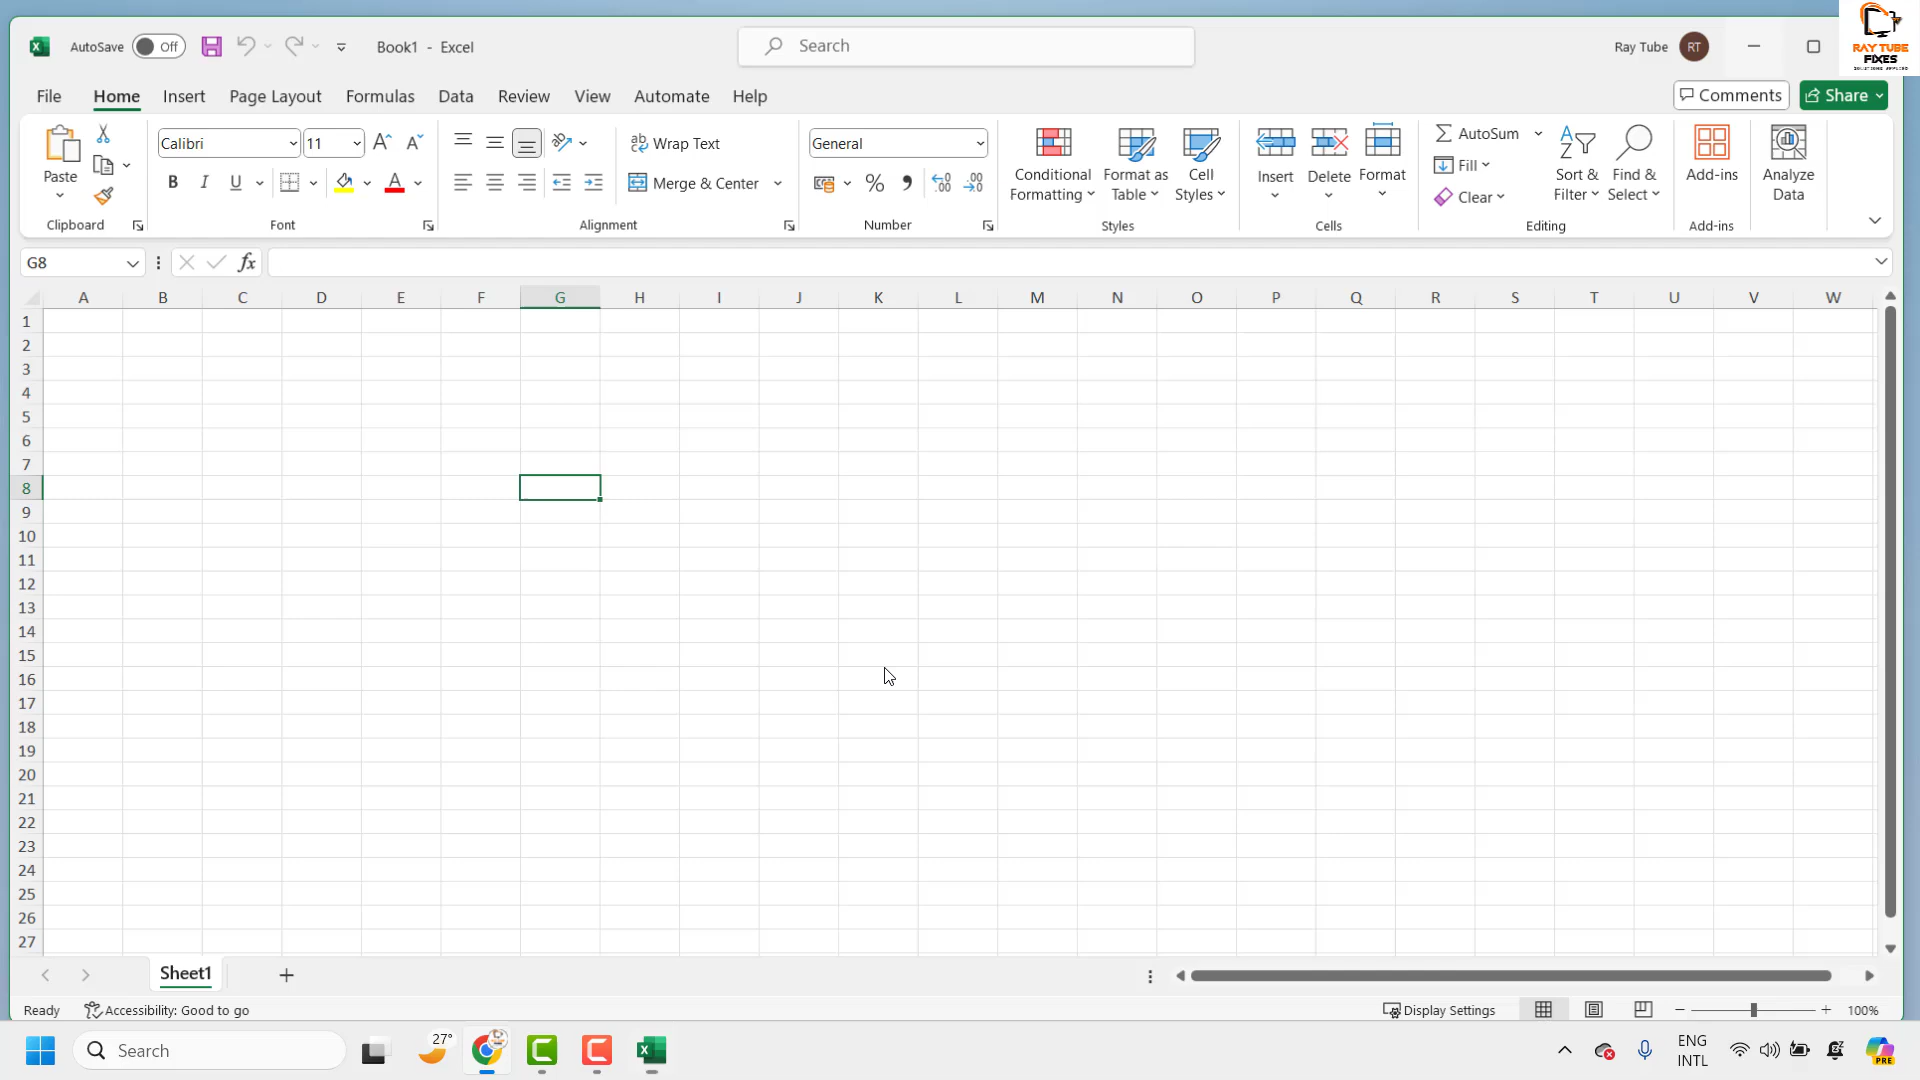 AutoSave Off Book1 - Excel Search Ray Tube RT
RAY TUBE
FIXES
SOLUTIONS APPLIED
File Home Insert Page Layout Formulas Data Review View Automate Help Comments Share
Paste
Clipboard
Calibri 11
B I U A
Font
Wrap Text
Merge & Center
Alignment
General
%
Number
Conditional
Formatting
Format as
Table
Cell
Styles
Styles
Insert
Delete
Format
Cells
AutoSum
Fill
Clear
Sort &
Filter
Find &
Select
Editing
Add-ins
Add-ins
Analyze
Data
G8 fx
A B C D E F G H I J K L M N O P Q R S T U V W
1
2
3
4
5
6
7
8
9
10
11
12
13
14
15
16
17
18
19
20
21
22
23
24
25
26
27
Sheet1
Ready Accessibility: Good to go Display Settings 100%
Search 27° ENG
INTL
PRE